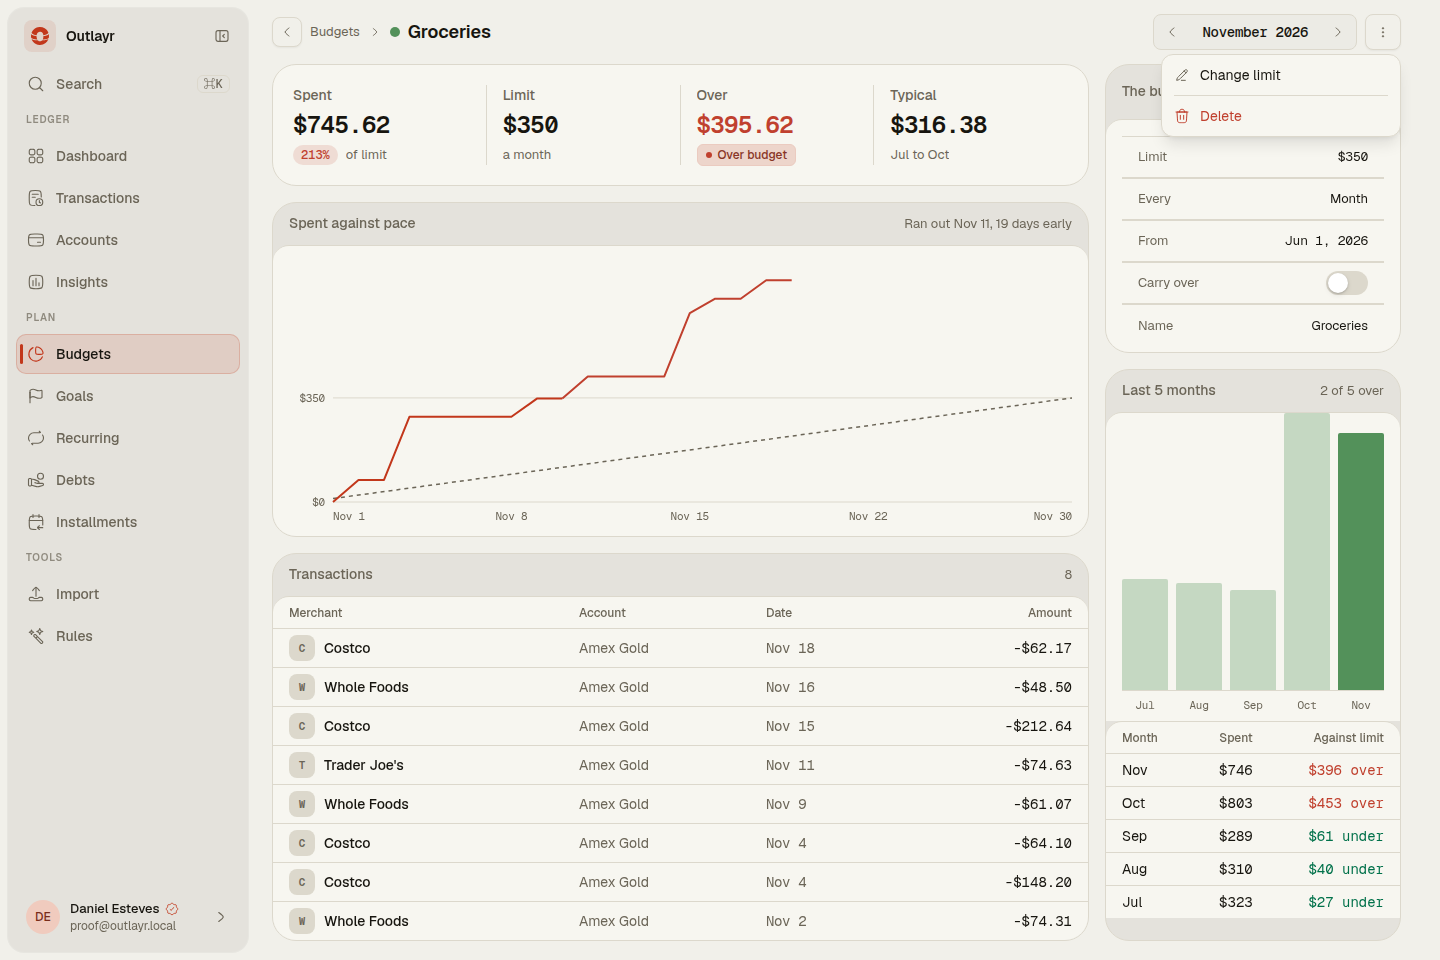 Outlayr
Search
⌘K
LEDGER
Dashboard
Transactions
Accounts
Insights
PLAN
Budgets
Goals
Recurring
Debts
Installments
TOOLS
Import
Rules
DE
Daniel Esteves
proof@outlayr.local
Budgets
Groceries
November 2026
Change limit
Delete
Spent
$745.62
213% of limit
Limit
$350
a month
Over
$395.62
Over budget
Typical
$316.38
Jul to Oct
Spent against pace
Ran out Nov 11, 19 days early
$350
$0
Nov 1
Nov 8
Nov 15
Nov 22
Nov 30
Transactions
8
Merchant Account Date Amount
C Costco Amex Gold Nov 18 -$62.17
W Whole Foods Amex Gold Nov 16 -$48.50
C Costco Amex Gold Nov 15 -$212.64
T Trader Joe's Amex Gold Nov 11 -$74.63
W Whole Foods Amex Gold Nov 9 -$61.07
C Costco Amex Gold Nov 4 -$64.10
C Costco Amex Gold Nov 4 -$148.20
W Whole Foods Amex Gold Nov 2 -$74.31
The bu
Limit $350
Every Month
From Jun 1, 2026
Carry over
Name Groceries
Last 5 months
2 of 5 over
Jul
Aug
Sep
Oct
Nov
Month Spent Against limit
Nov $746 $396 over
Oct $803 $453 over
Sep $289 $61 under
Aug $310 $40 under
Jul $323 $27 under